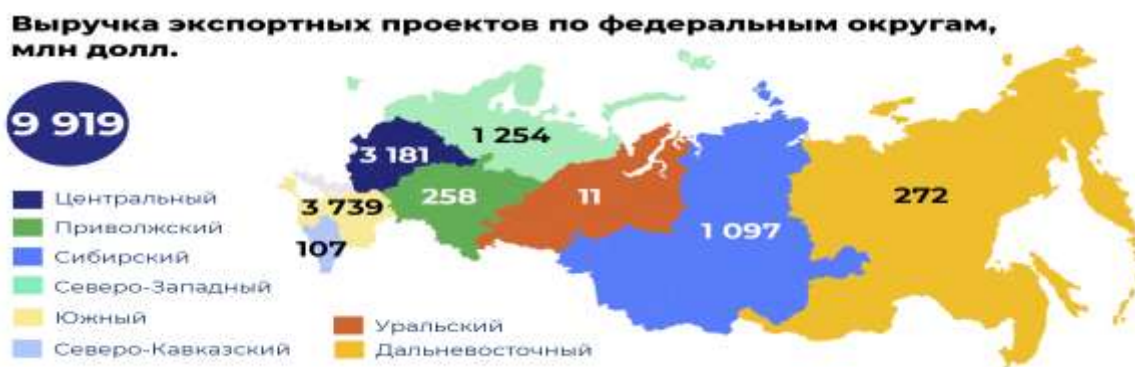 Выручка экспортных проектов по федеральным округам,
млн долл.
9 919
1 254
3 181
258
11
272
3 739
1 097
107
Центральный
Приволжский
Сибирский
Северо-Западный
Южный
Северо-Кавказский
Уральский
Дальневосточный